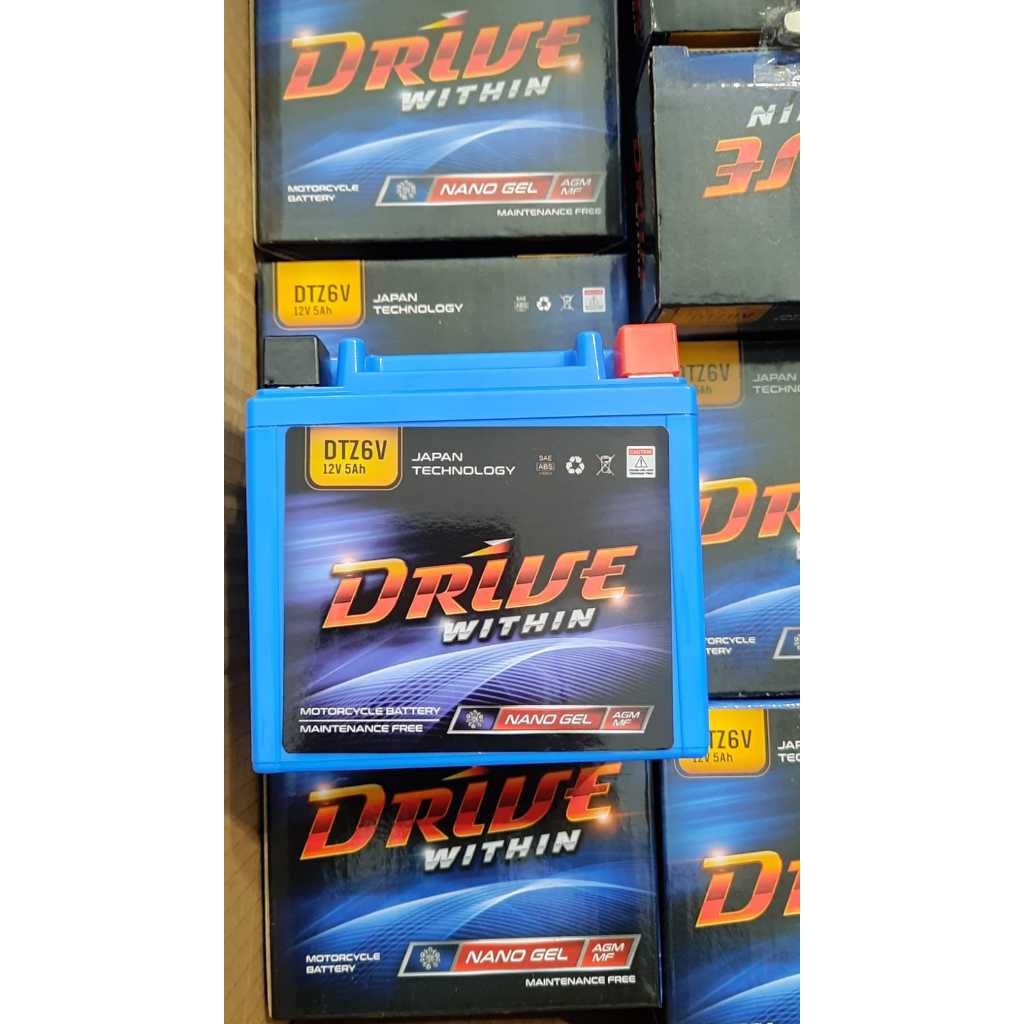 DRIVE
WITHIN
MOTORCYCLE
BATTERY
NANO GEL
AGM
MF
MAINTENANCE FREE
DTZ6V
12V 5Ah
JAPAN
TECHNOLOGY
DTZ6V
12V 5Ah
JAPAN
TECHNOLOGY
SAE
ABS
CAUTION
DRIVE
WITHIN
MOTORCYCLE BATTERY
MAINTENANCE FREE
NANO GEL
AGM
MF
DRIVE
WITHIN
MOTORCYCLE
BATTERY
NANO GEL
AGM
MF
MAINTENANCE FREE
DTZ6V
JAPAN
DTZ6V
12V 5Ah